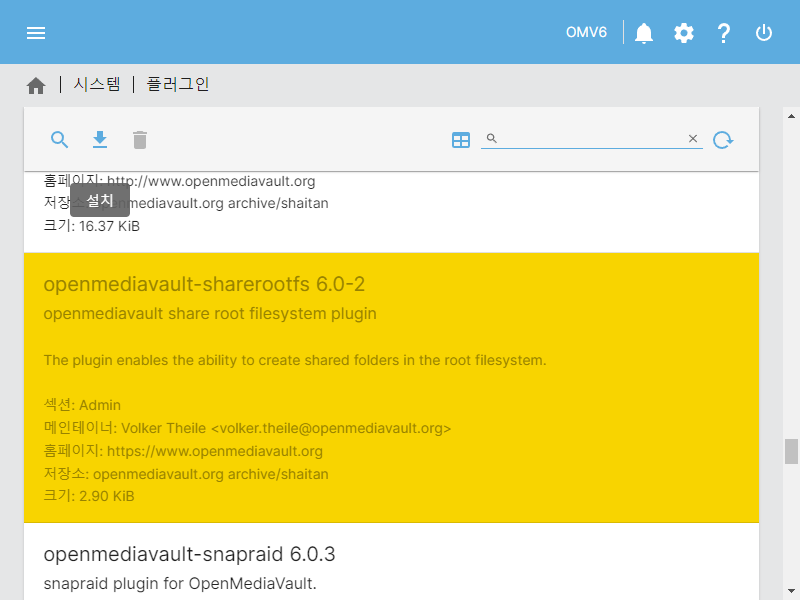 OMV6
시스템
플러그인
홈페이지: http://www.openmediavault.org
설치
저장소: openmediavault.org archive/shaitan
크기: 16.37 KiB
openmediavault-sharerootfs 6.0-2
openmediavault share root filesystem plugin
The plugin enables the ability to create shared folders in the root filesystem.
섹션: Admin
메인테이너: Volker Theile <volker.theile@openmediavault.org>
홈페이지: https://www.openmediavault.org
저장소: openmediavault.org archive/shaitan
크기: 2.90 KiB
openmediavault-snapraid 6.0.3
snapraid plugin for OpenMediaVault.